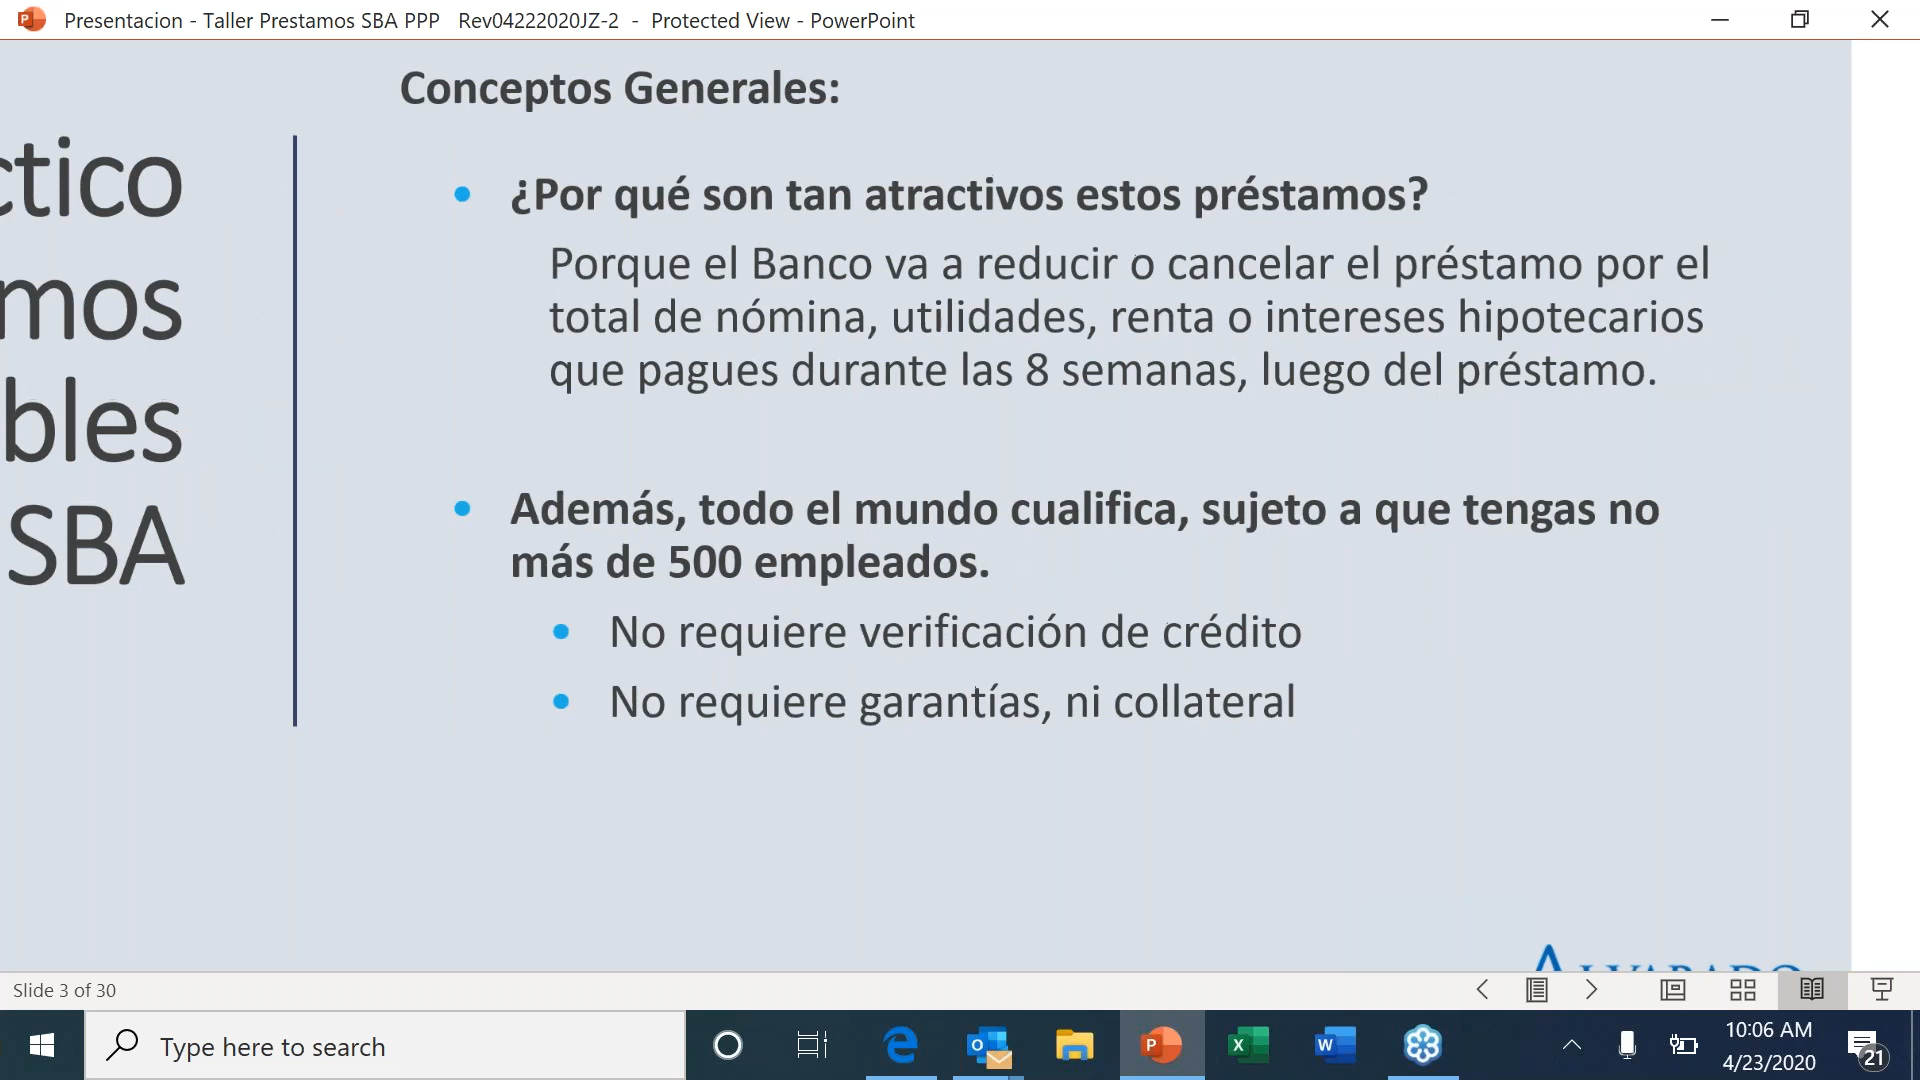 Presentacion - Taller Prestamos SBA PPP Rev04222020JZ-2 - Protected View - PowerPoint
Conceptos Generales:
ctico
mos
bles
SBA
• ¿Por qué son tan atractivos estos préstamos?
Porque el Banco va a reducir o cancelar el préstamo por el
total de nómina, utilidades, renta o intereses hipotecarios
que pagues durante las 8 semanas, luego del préstamo.
• Además, todo el mundo cualifica, sujeto a que tengas no
más de 500 empleados.
• No requiere verificación de crédito
• No requiere garantías, ni collateral
ALVARADO
Slide 3 of 30
Type here to search
10:06 AM
4/23/2020
21